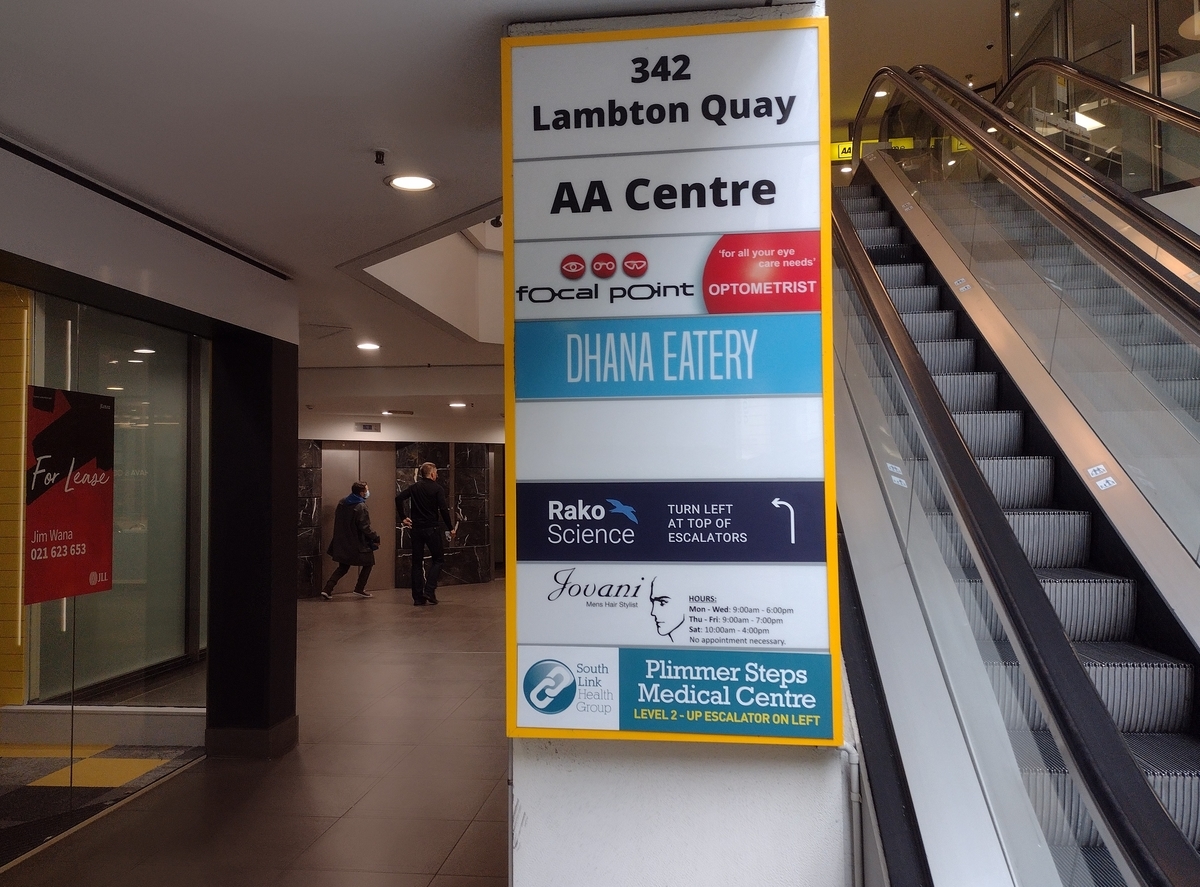 342
Lambton Quay
AA Centre
focal point
'for all your eye
care needs'
OPTOMETRIST
DHANA EATERY
Rako
Science
TURN LEFT
AT TOP OF
ESCALATORS
Jovani
Mens Hair Stylist
HOURS:
Mon - Wed: 9:00am - 6:00pm
Thu - Fri: 9:00am - 7:00pm
Sat: 10:00am - 4:00pm
No appointment necessary.
South
Link
Health
Group
Plimmer Steps
Medical Centre
LEVEL 2 - UP ESCALATOR ON LEFT
For Lease
Jim Wana
021 623 653
JLL
AA